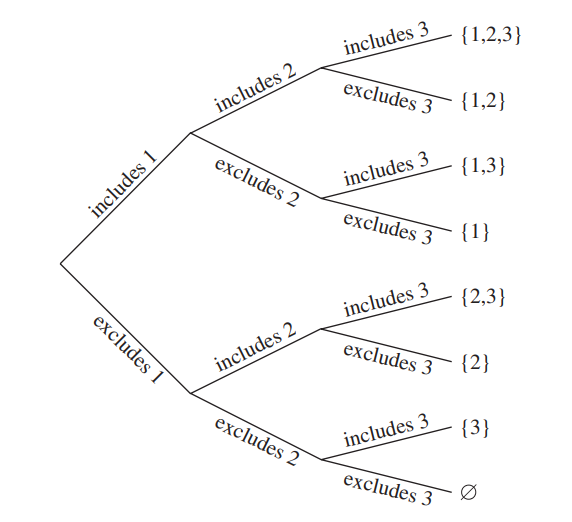 includes 3
{1,2,3}
includes 2
excludes 3
{1,2}
includes 1
excludes 2
includes 3
{1,3}
excludes 3
{1}
excludes 1
includes 2
includes 3
{2,3}
excludes 3
{2}
excludes 2
includes 3
{3}
excludes 3
∅